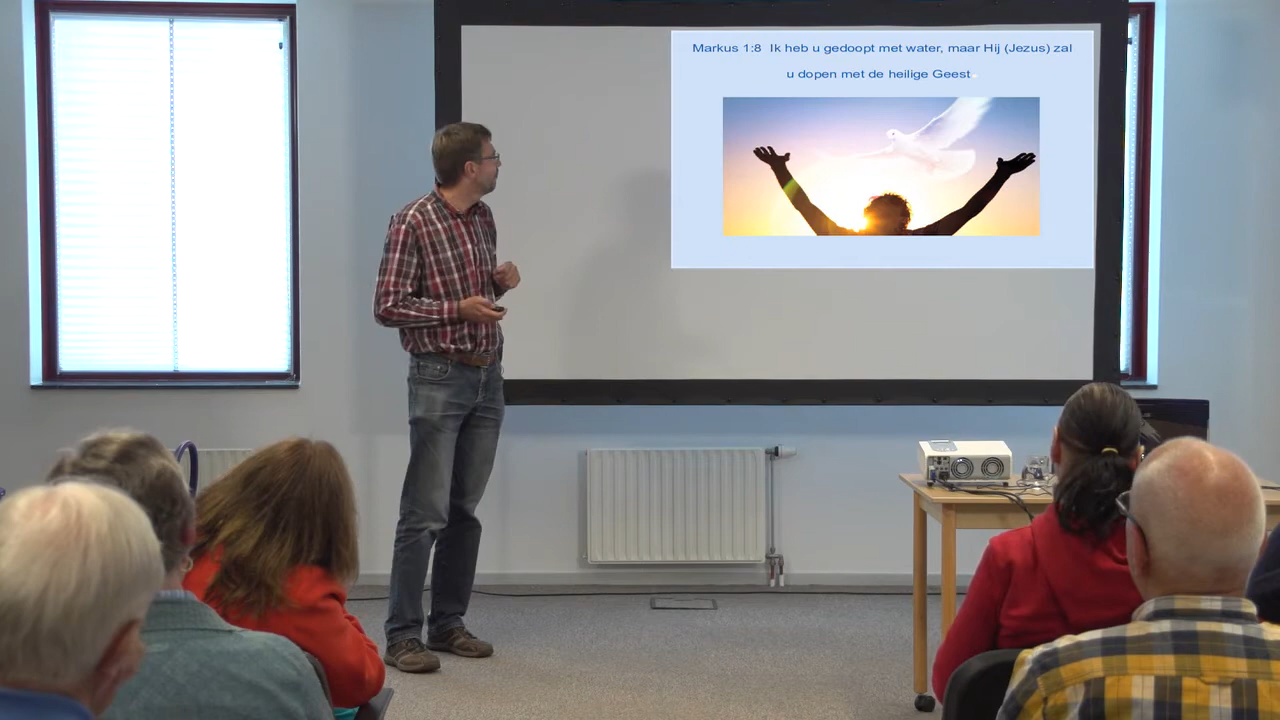 Markus 1:8 Ik heb u gedoopt met water, maar Hij (Jezus) zal
u dopen met de heilige Geest.